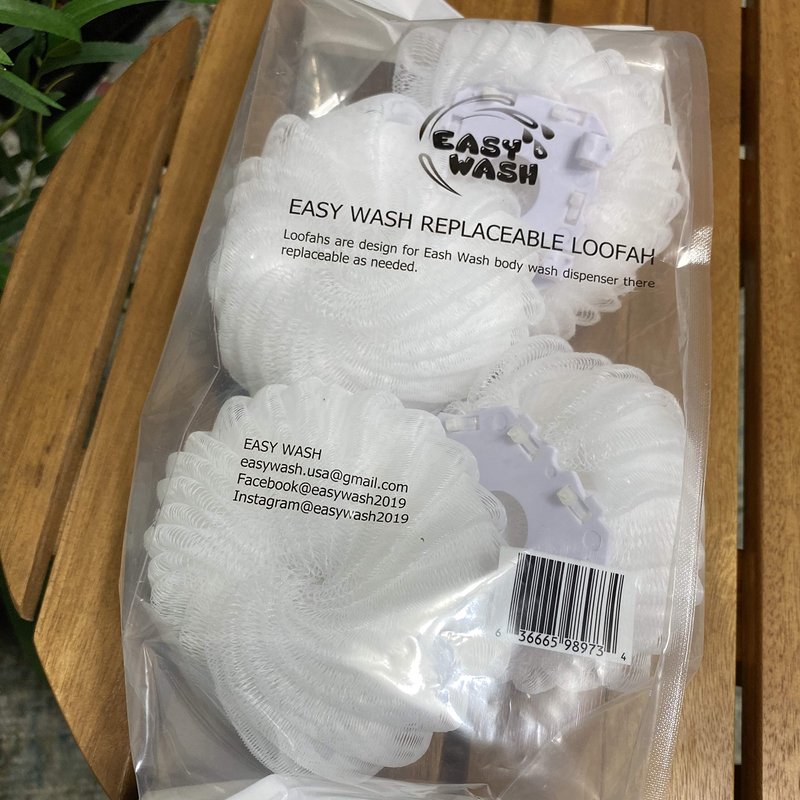 EASY
WASH
EASY WASH REPLACEABLE LOOFAH
Loofahs are design for Eash Wash body wash dispenser there
replaceable as needed.
EASY WASH
easywash.usa@gmail.com
Facebook@easywash2019
Instagram@easywash2019
6 36665 98973 4